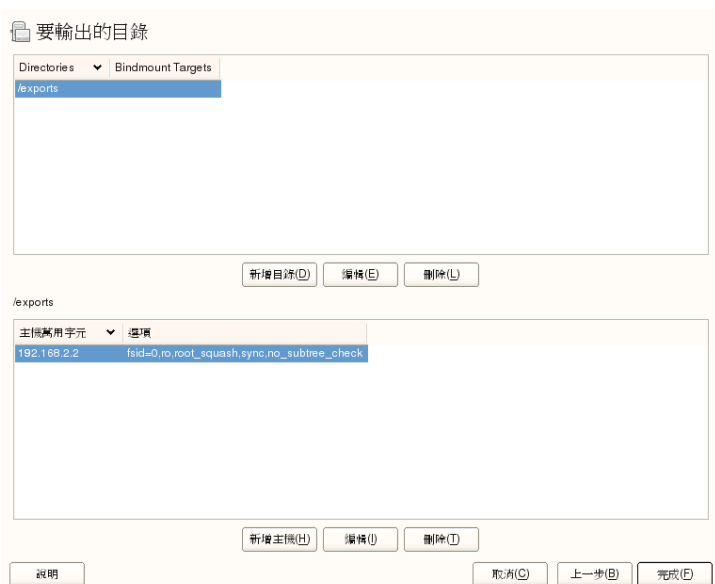 要輸出的目錄
Directories Bindmount Targets
/exports
新增目錄(D) 編輯(E) 刪除(L)
/exports
主機萬用字元 選項
192.168.2.2 fsid=0,ro,root_squash,sync,no_subtree_check
新增主機(H) 編輯(I) 刪除(T)
說明 取消(C) 上一步(B) 完成(F)